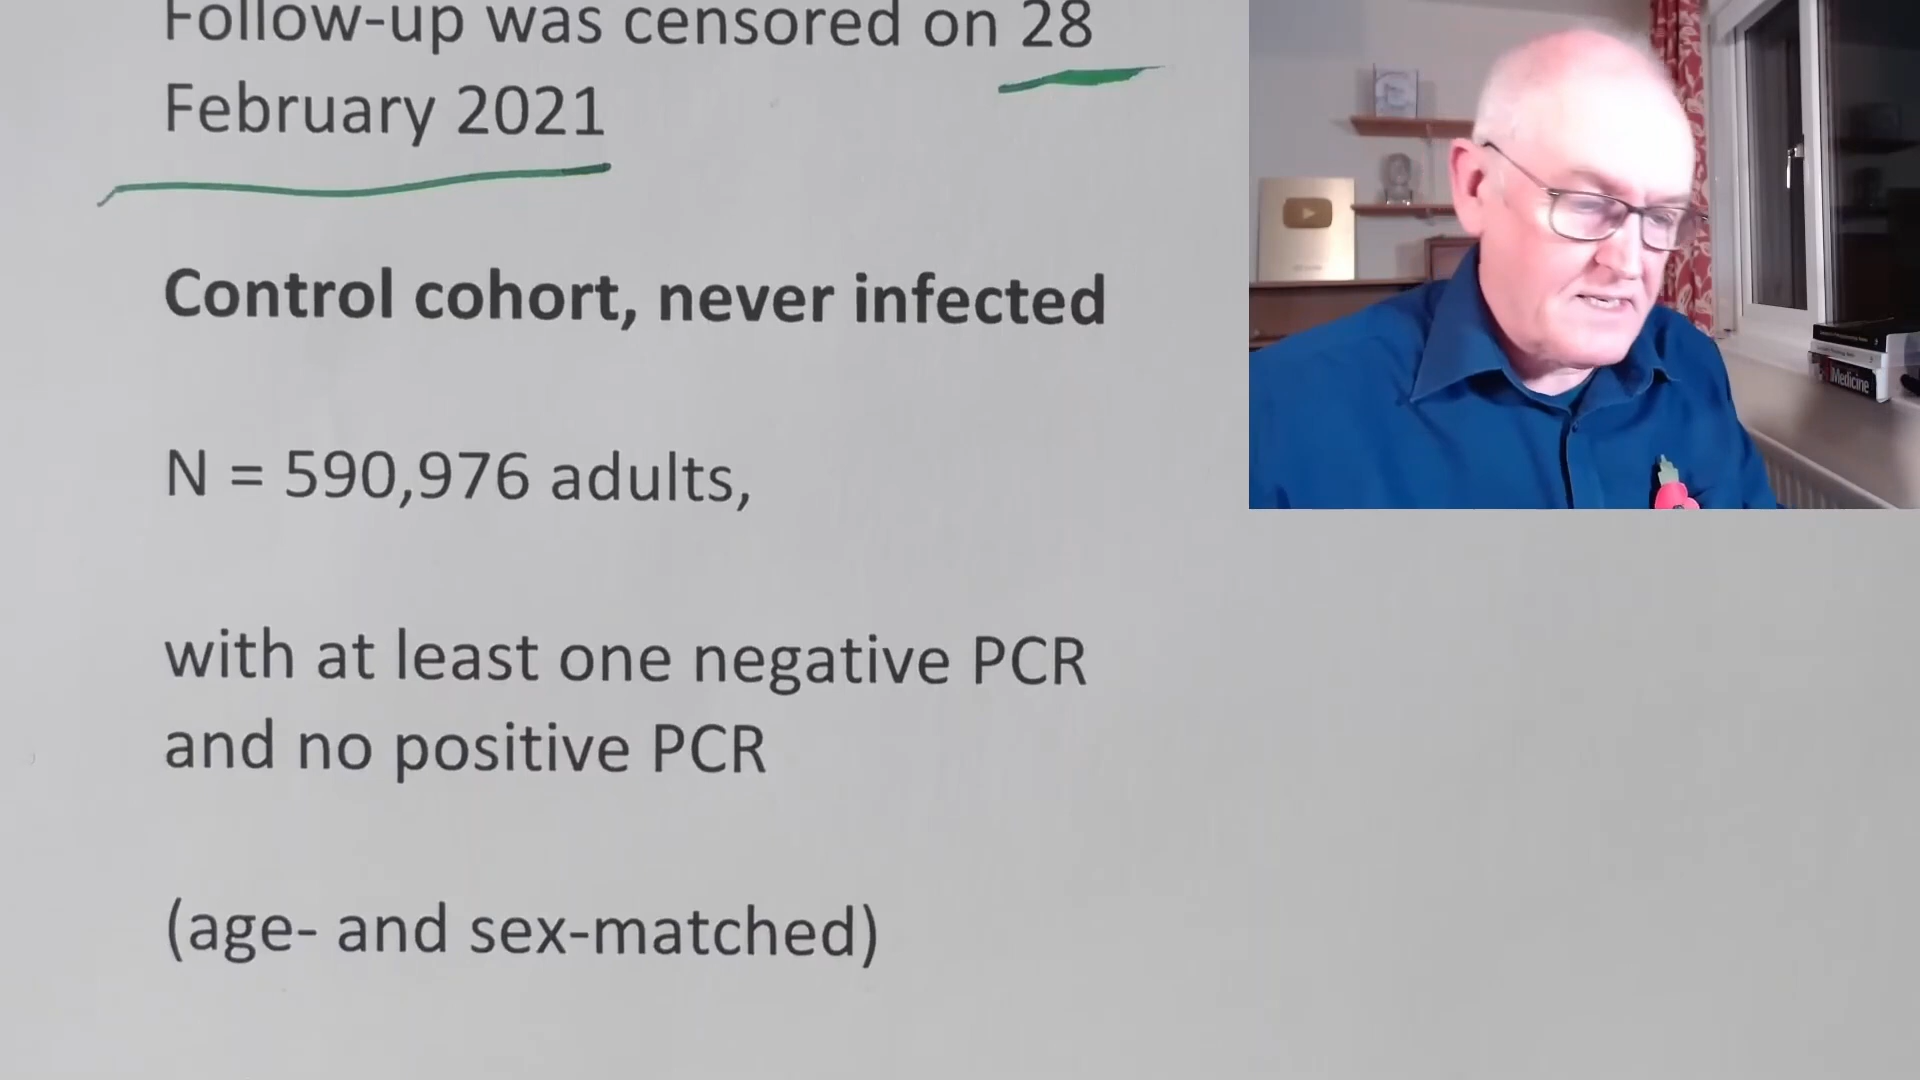 Follow-up was censored on 28
February 2021
Control cohort, never infected
N = 590,976 adults,
with at least one negative PCR
and no positive PCR
(age- and sex-matched)
Medicine